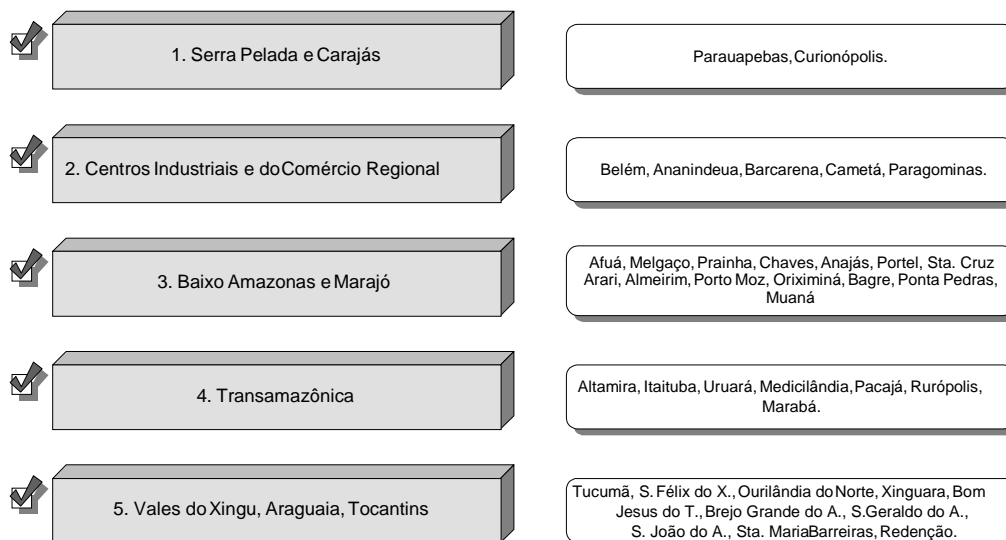 1. Serra Pelada e Carajás
Parauapebas, Curionópolis.
2. Centros Industriais e do Comércio Regional
Belém, Ananindeua, Barcarena, Cametá, Paragominas.
3. Baixo Amazonas e Marajó
Afuá, Melgaço, Prainha, Chaves, Anajás, Portel, Sta. Cruz
Arari, Almeirim, Porto Moz, Oriximiná, Bagre, Ponta Pedras,
Muaná
4. Transamazônica
Altamira, Itaituba, Uruará, Medicilândia, Pacajá, Rurópolis,
Marabá.
5. Vales do Xingu, Araguaia, Tocantins
Tucumã, S. Félix do X., Ourilândia do Norte, Xinguara, Bom
Jesus do T., Brejo Grande do A., S.Geraldo do A.,
S. João do A., Sta. Maria Barreiras, Redenção.